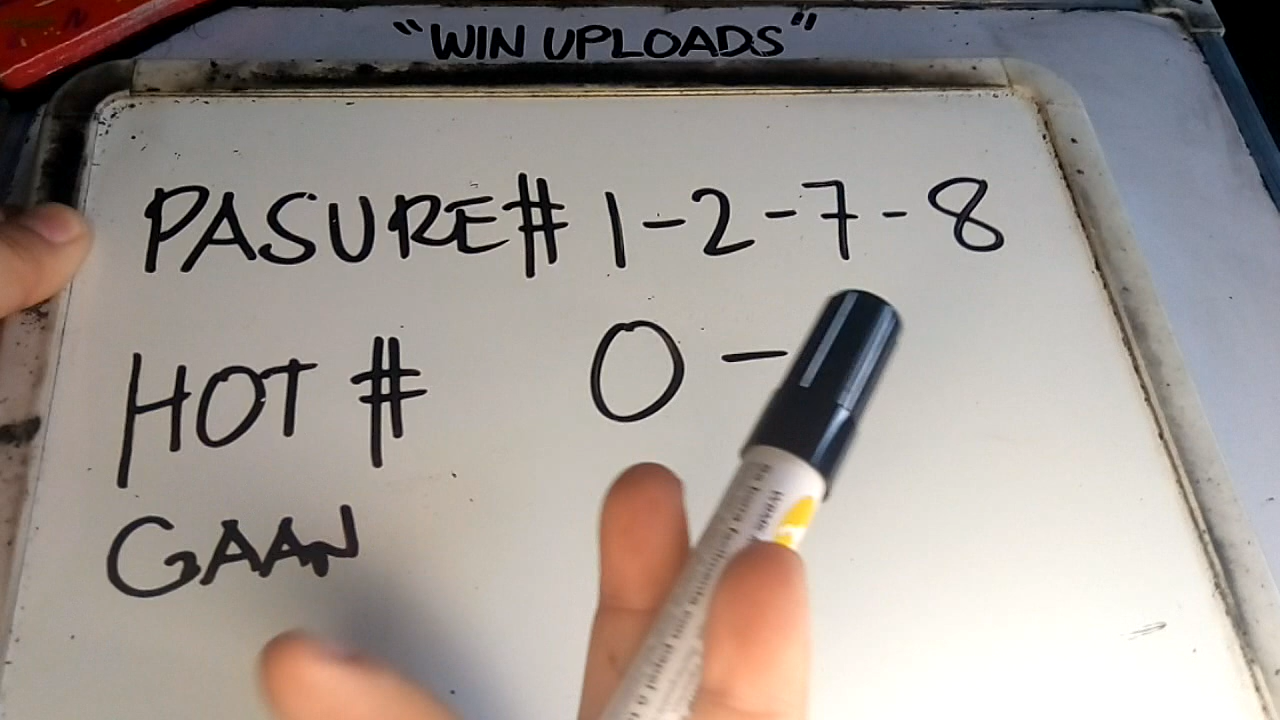 “WIN UPLOADS”
PASURE# 1-2-7-8
HOT # 0 -
GAAN